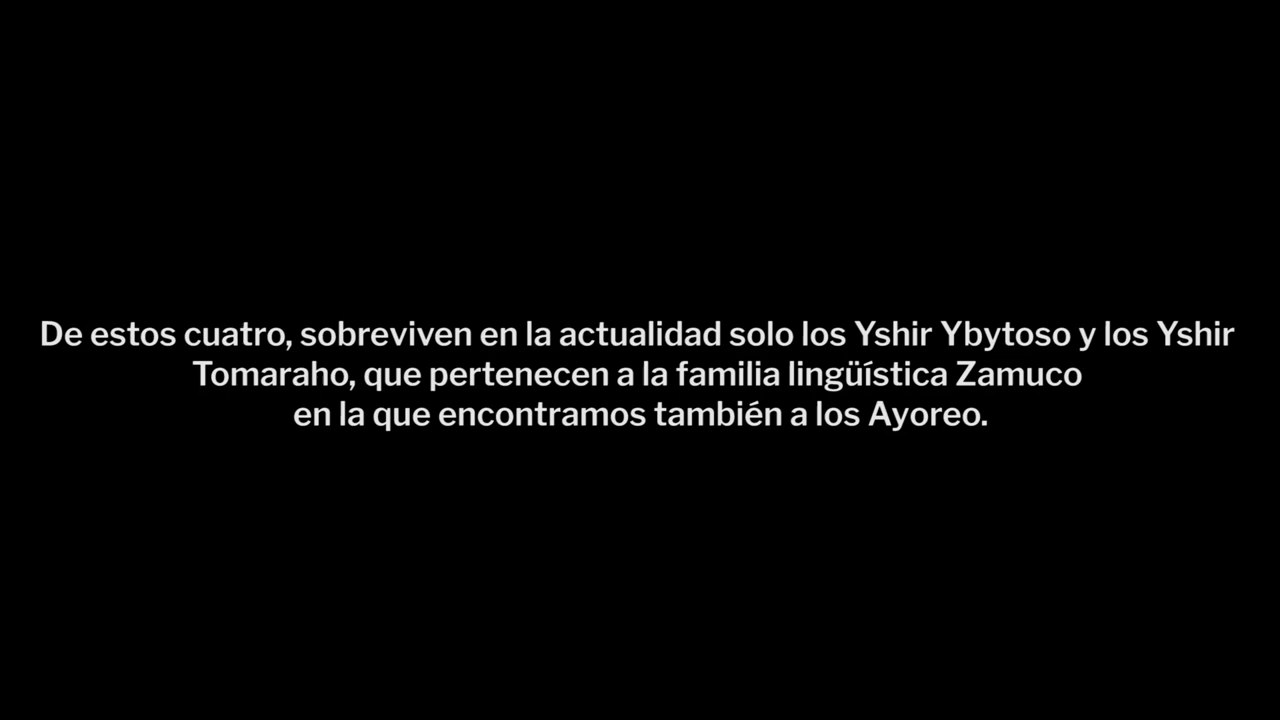 De estos cuatro, sobreviven en la actualidad solo los Yshir Ybytoso y los Yshir
Tomaraho, que pertenecen a la familia lingüística Zamuco
en la que encontramos también a los Ayoreo.